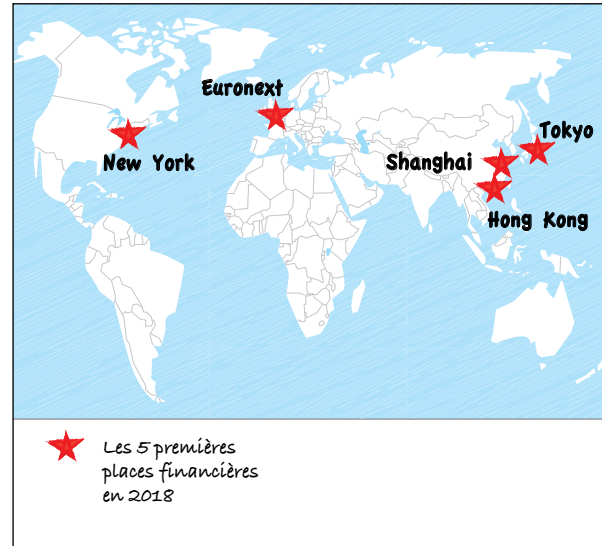 Euronext
New York
Tokyo
Shanghai
Hong Kong
Les 5 premières
places financières
en 2018